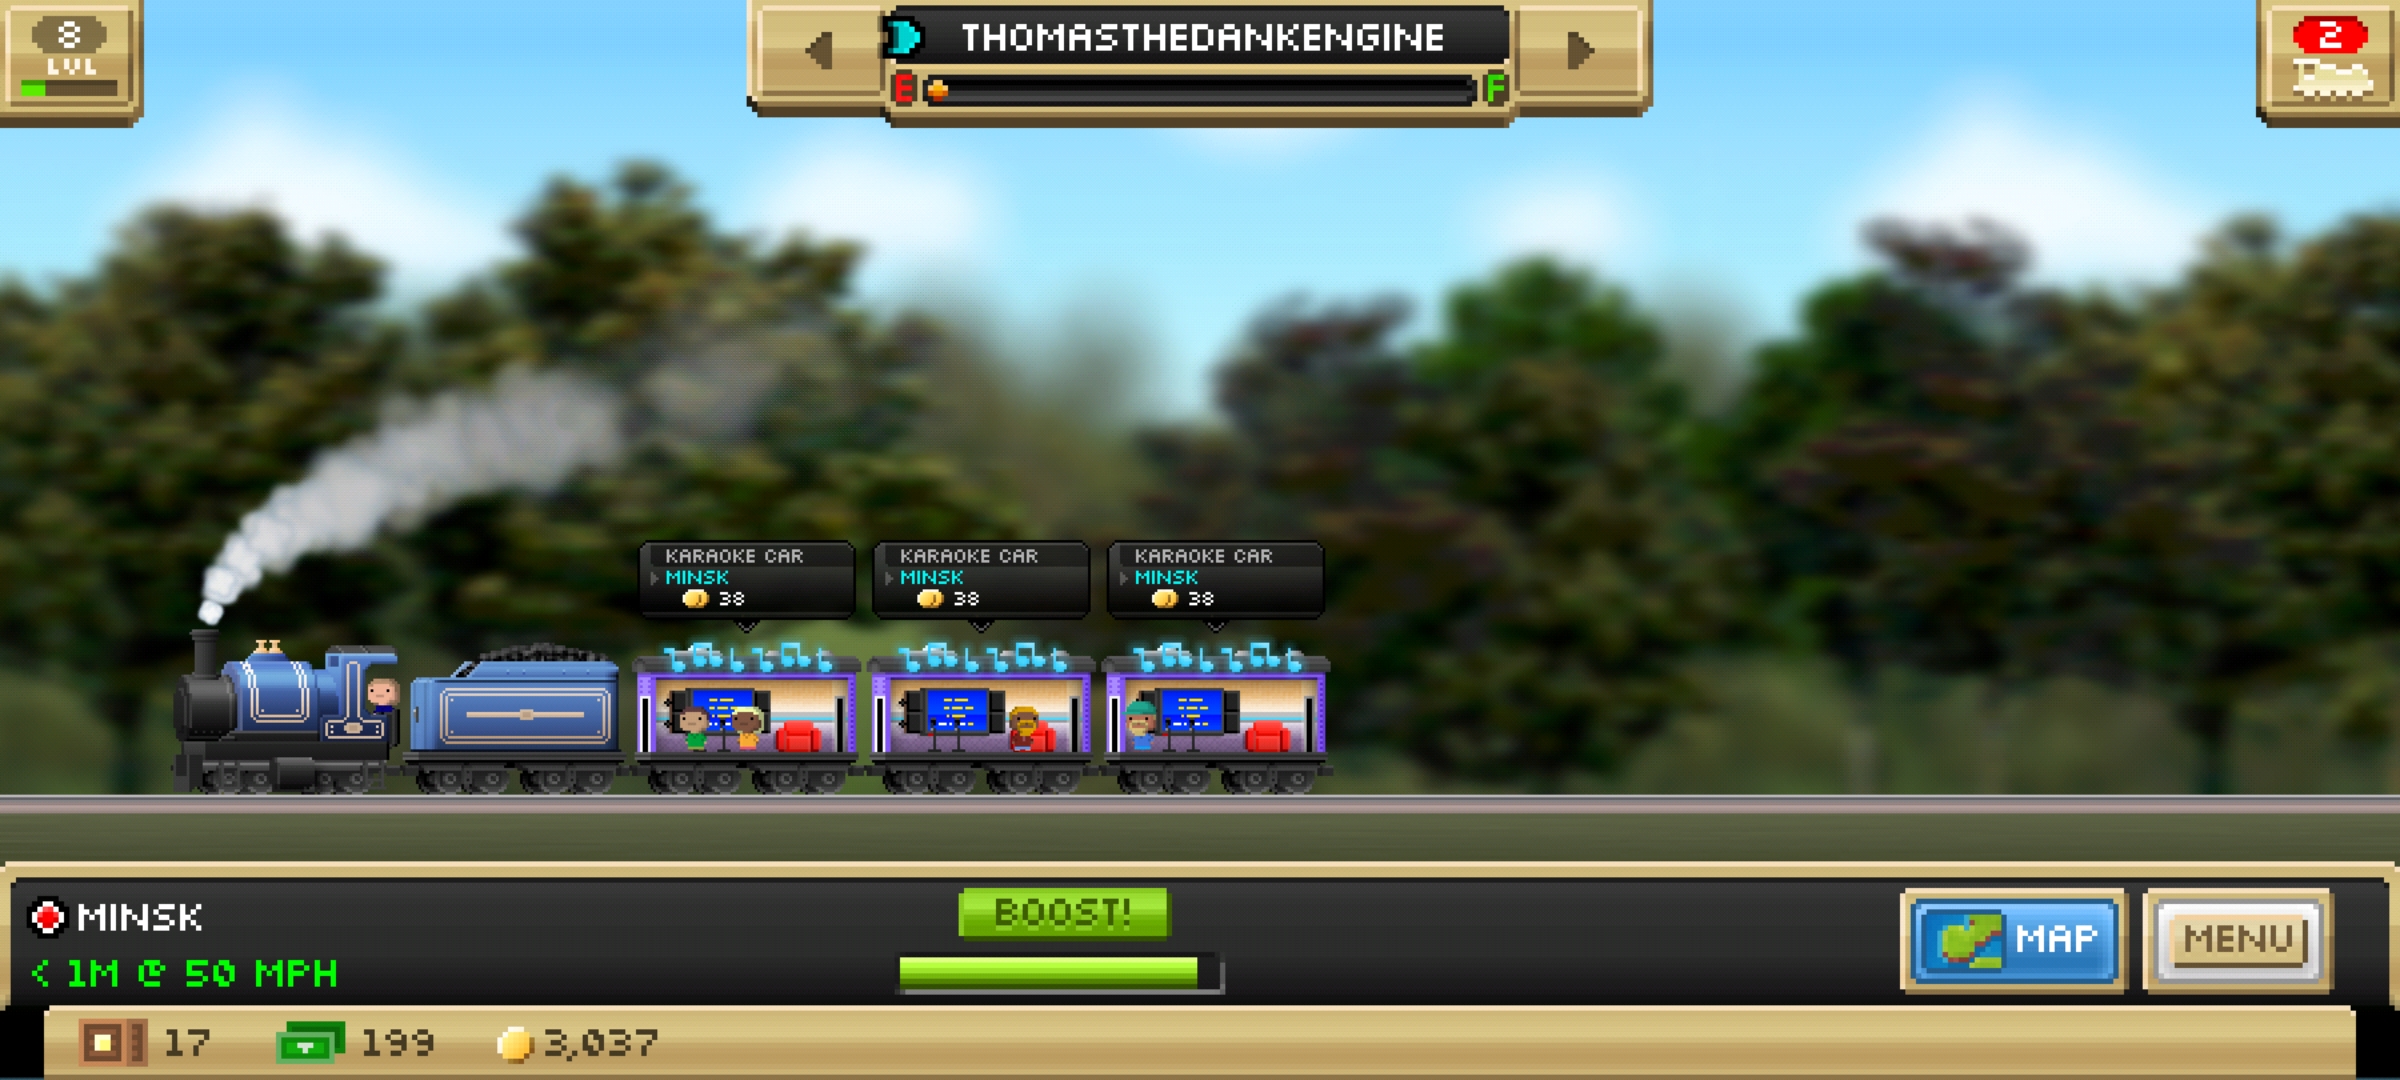 8
LVL
THOMASTHEDANKENGINE
E F
2
KARAOKE CAR
MINSK
38
KARAOKE CAR
MINSK
38
KARAOKE CAR
MINSK
38
MINSK
< 1M @ 50 MPH
BOOST!
MAP
MENU
17
199
3,037